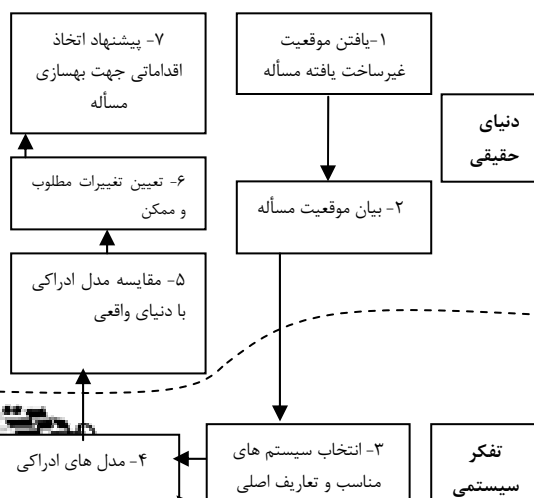 ۱-یافتن موقعیت
غیرساخت یافته مسأله
۲- بیان موقعیت مسأله
۳- انتخاب سیستم های
مناسب و تعاریف اصلی
۴- مدل های ادراکی
۵- مقایسه مدل ادراکی
با دنیای واقعی
۶- تعیین تغییرات مطلوب
و ممکن
۷- پیشنهاد اتخاذ
اقداماتی جهت بهسازی
مسأله
دنیای
حقیقی
تفکر
سیستمی